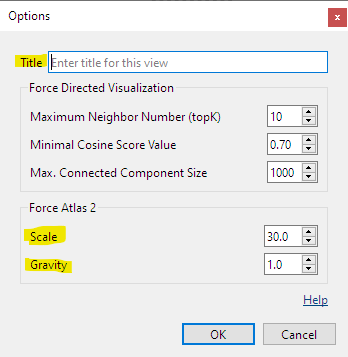 Options
x
Title Enter title for this view
Force Directed Visualization
Maximum Neighbor Number (topK) 10
Minimal Cosine Score Value 0.70
Max. Connected Component Size 1000
Force Atlas 2
Scale 30.0
Gravity 1.0
Help
OK Cancel